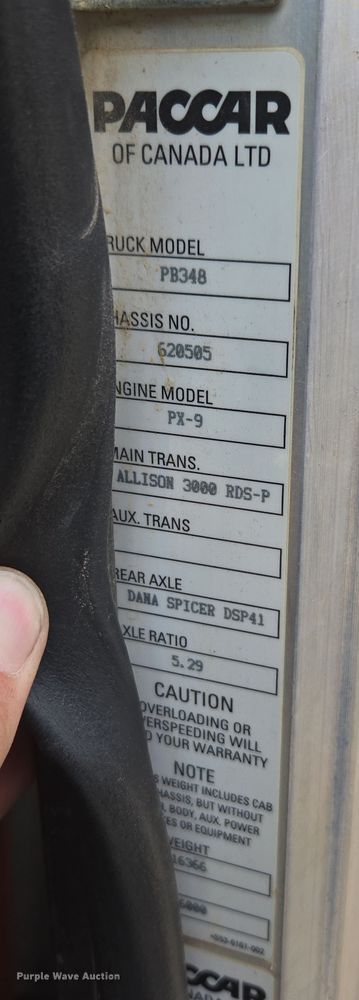 PACCAR
OF CANADA LTD
RUCK MODEL
PB348
HASSIS NO.
620505
NGINE MODEL
PX-9
MAIN TRANS.
ALLISON 3000 RDS-P
AUX. TRANS
REAR AXLE
DANA SPICER DSP41
XLE RATIO
5.29
CAUTION
OVERLOADING OR
VERSPEEDING WILL
D YOUR WARRANTY
NOTE
S WEIGHT INCLUDES CAB
HASSIS, BUT WITHOUT
BODY, AUX. POWER
ES OR EQUIPMENT
WEIGHT
16366
6000
Purple Wave Auction
CCAR